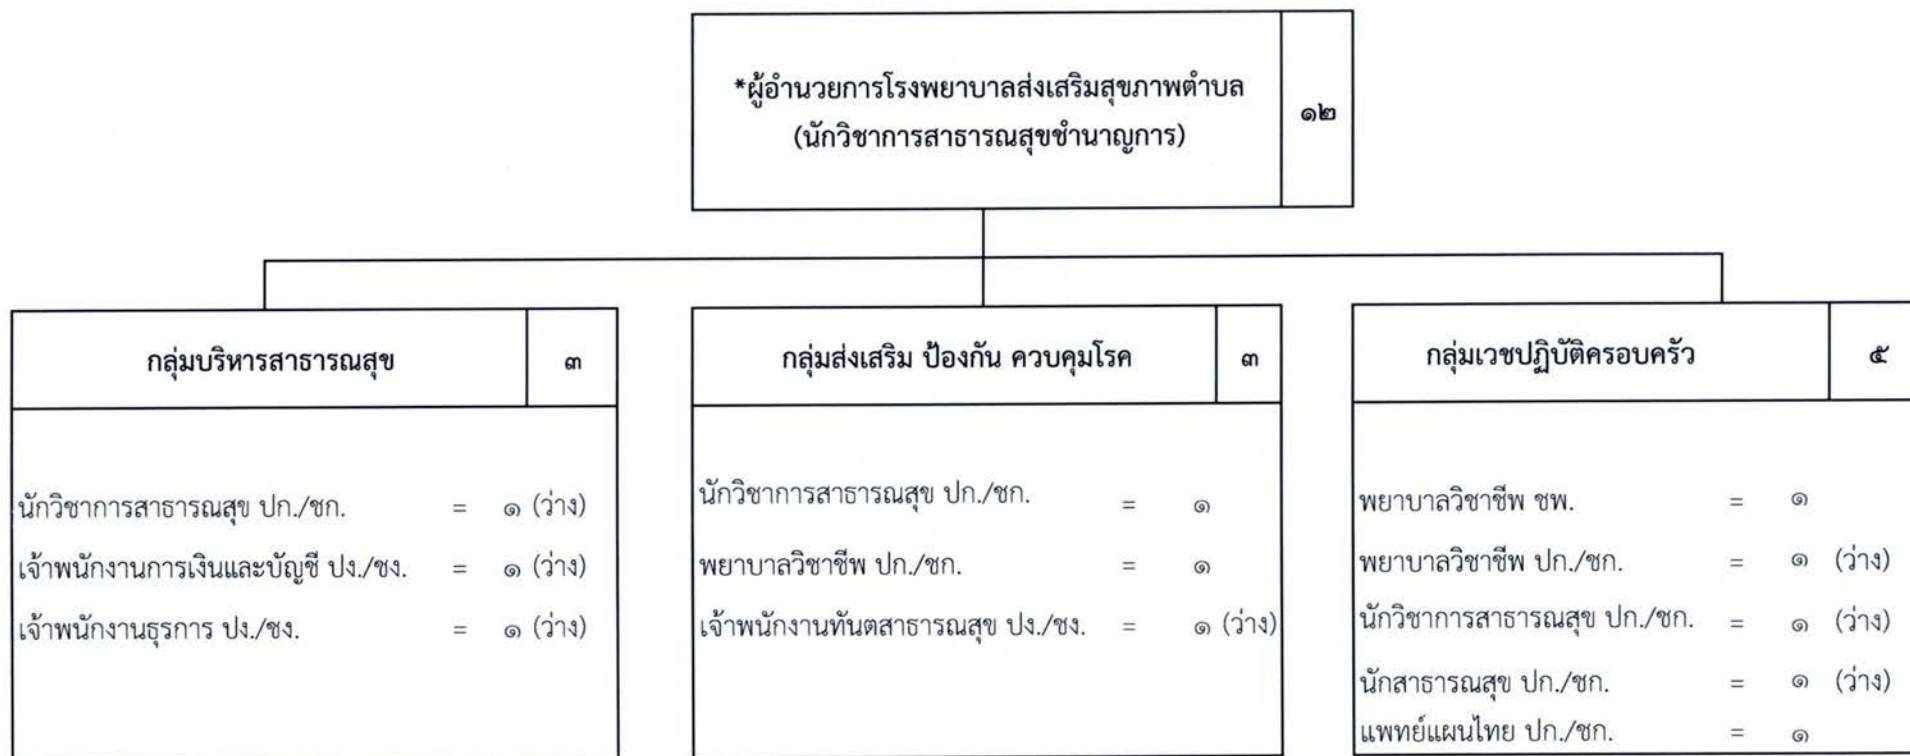 *ผู้อำนวยการโรงพยาบาลส่งเสริมสุขภาพตำบล
(นักวิชาการสาธารณสุขชำนาญการ)
๑๒
กลุ่มบริหารสาธารณสุข ๓
นักวิชาการสาธารณสุข ปก./ชก. = ๑ (ว่าง)
เจ้าพนักงานการเงินและบัญชี ปง./ชง. = ๑ (ว่าง)
เจ้าพนักงานธุรการ ปง./ชง. = ๑ (ว่าง)
กลุ่มส่งเสริม ป้องกัน ควบคุมโรค ๓
นักวิชาการสาธารณสุข ปก./ชก. = ๑
พยาบาลวิชาชีพ ปก./ชก. = ๑
เจ้าพนักงานทันตสาธารณสุข ปง./ชง. = ๑ (ว่าง)
กลุ่มเวชปฏิบัติครอบครัว ๕
พยาบาลวิชาชีพ ชพ. = ๑
พยาบาลวิชาชีพ ปก./ชก. = ๑ (ว่าง)
นักวิชาการสาธารณสุข ปก./ชก. = ๑ (ว่าง)
นักสาธารณสุข ปก./ชก. = ๑ (ว่าง)
แพทย์แผนไทย ปก./ชก. = ๑